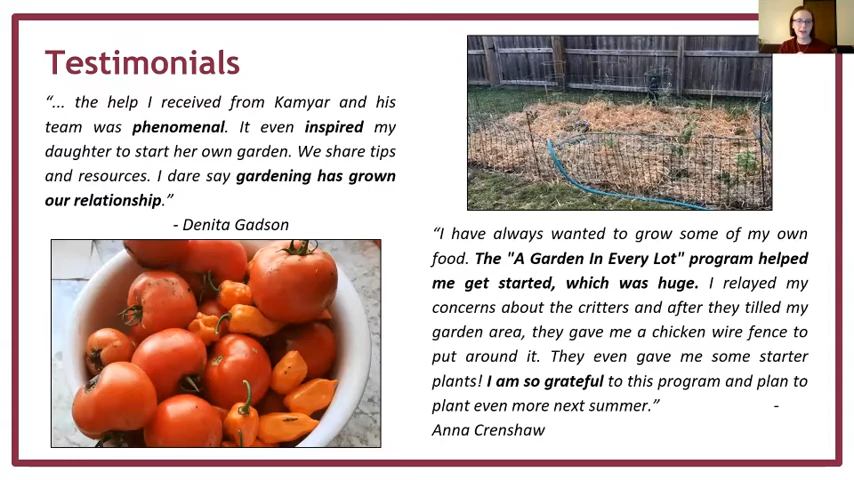 Testimonials
“... the help I received from Kamyar and his
team was phenomenal. It even inspired my
daughter to start her own garden. We share tips
and resources. I dare say gardening has grown
our relationship.”
- Denita Gadson
“I have always wanted to grow some of my own
food. The "A Garden In Every Lot" program helped
me get started, which was huge. I relayed my
concerns about the critters and after they tilled my
garden area, they gave me a chicken wire fence to
put around it. They even gave me some starter
plants! I am so grateful to this program and plan to
plant even more next summer.” -
Anna Crenshaw